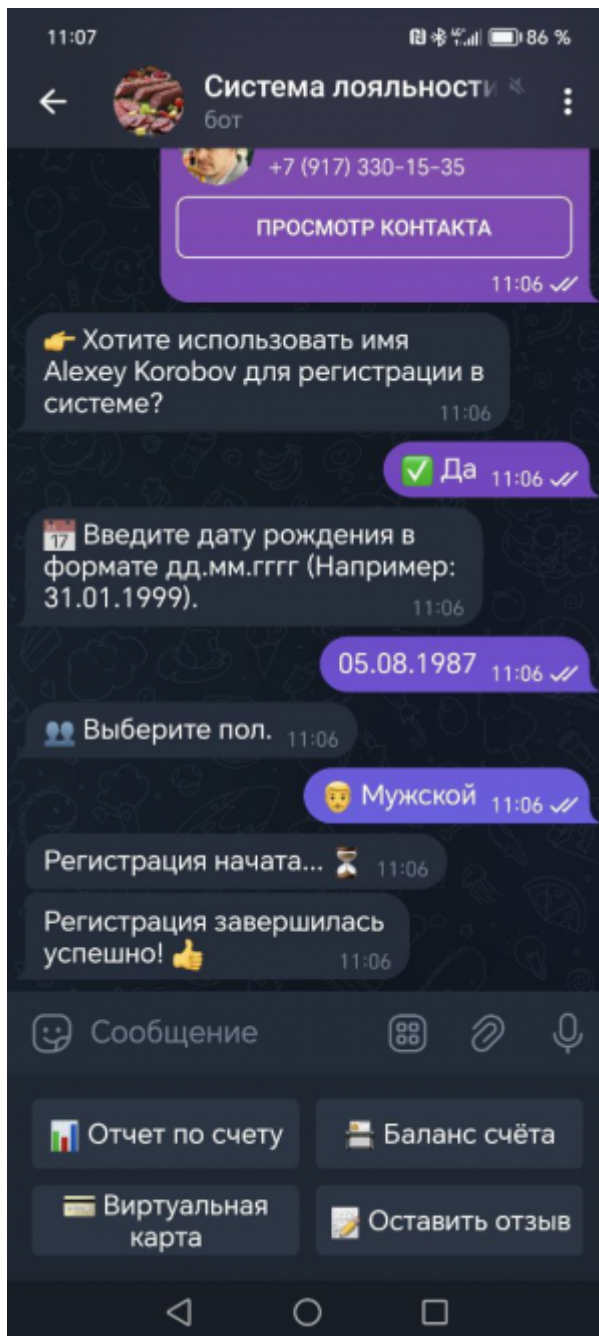 11:07
86 %
Система лояльности
бот
+7 (917) 330-15-35
ПРОСМОТР КОНТАКТА
11:06
Хотите использовать имя
Alexey Korobov для регистрации в
системе?
11:06
Да 11:06
17 Введите дату рождения в
формате дд.мм.гггг (Например:
31.01.1999).
11:06
05.08.1987 11:06
Выберите пол. 11:06
Мужской 11:06
Регистрация начата... 11:06
Регистрация завершилась
успешно!
11:06
Сообщение
Отчет по счету
Баланс счёта
Виртуальная
карта
Оставить отзыв